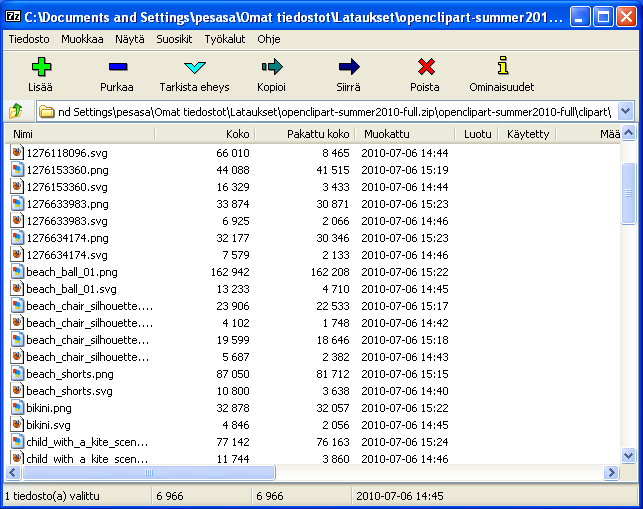 7z C:\Documents and Settings\pesasa\Omat tiedostot\Lataukset\openclipart-summer201...
Tiedosto Muokkaa Näytä Suosikit Työkalut Ohje
Lisää Purkaa Tarkista eheys Kopioi Siirrä Poista Ominaisuudet
nd Settings\pesasa\Omat tiedostot\Lataukset\openclipart-summer2010-full.zip\openclipart-summer2010-full\clipart\
Nimi Koko Pakattu koko Muokattu Luotu Käytetty Mää
1276118096.svg 66 010 8 465 2010-07-06 14:44
1276153360.png 44 088 41 515 2010-07-06 15:19
1276153360.svg 16 329 3 433 2010-07-06 14:44
1276633983.png 33 874 30 871 2010-07-06 15:23
1276633983.svg 6 925 2 066 2010-07-06 14:46
1276634174.png 32 177 30 346 2010-07-06 15:23
1276634174.svg 7 579 2 133 2010-07-06 14:46
beach_ball_01.png 162 942 162 208 2010-07-06 15:22
beach_ball_01.svg 13 233 4 710 2010-07-06 14:45
beach_chair_silhouette.... 23 906 22 533 2010-07-06 15:17
beach_chair_silhouette... 4 102 1 748 2010-07-06 14:42
beach_chair_silhouette... 19 599 18 646 2010-07-06 15:18
beach_chair_silhouette... 5 687 2 382 2010-07-06 14:43
beach_shorts.png 87 050 81 712 2010-07-06 15:15
beach_shorts.svg 10 800 3 638 2010-07-06 14:40
bikini.png 32 878 32 057 2010-07-06 15:22
bikini.svg 4 846 2 056 2010-07-06 14:45
child_with_a_kite_scen... 77 142 76 163 2010-07-06 15:24
child_with_a_kite_scen... 11 744 3 860 2010-07-06 14:46
1 tiedosto(a) valittu 6 966 6 966 2010-07-06 14:45